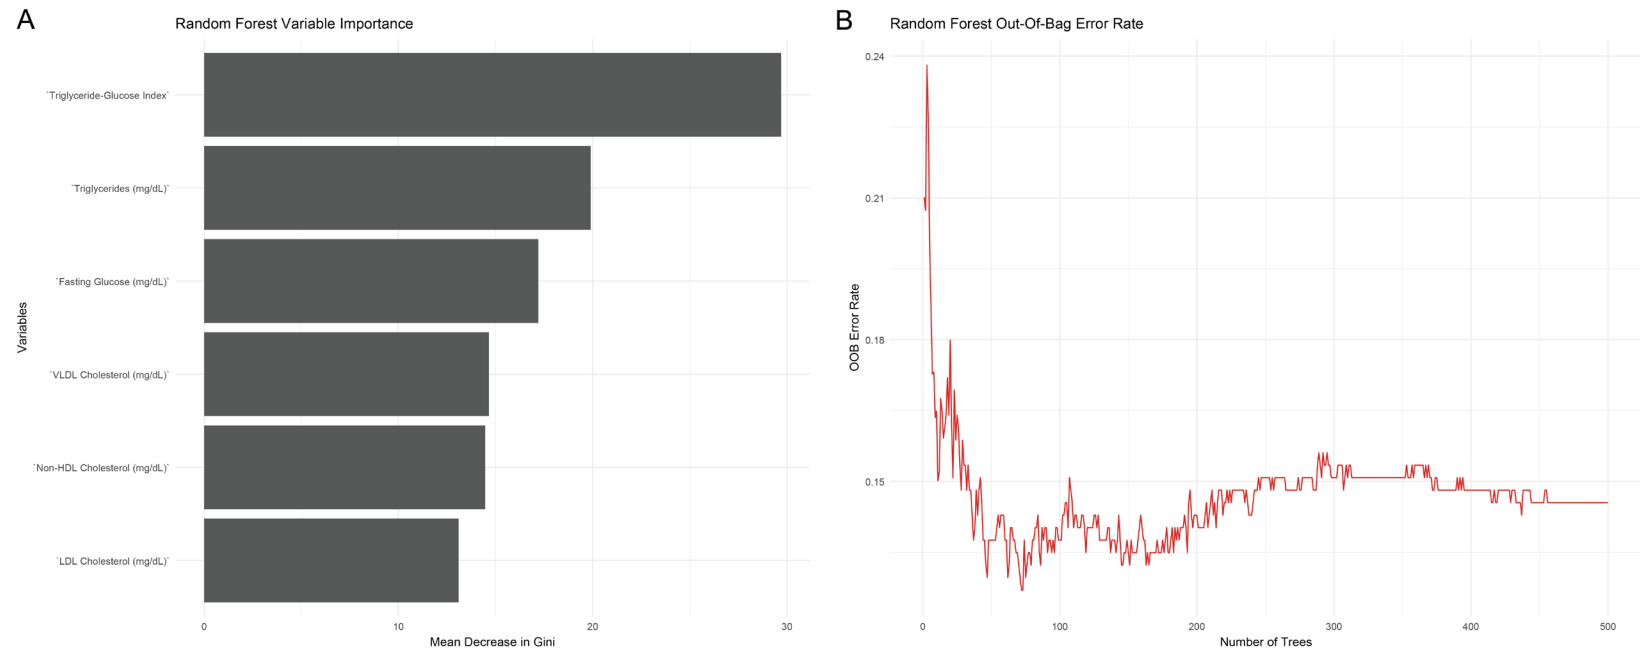 A
Random Forest Variable Importance
`Triglyceride-Glucose Index`
`Triglycerides (mg/dL)`
`Fasting Glucose (mg/dL)`
`VLDL Cholesterol (mg/dL)`
`Non-HDL Cholesterol (mg/dL)`
`LDL Cholesterol (mg/dL)`
Variables
0 10 20 30
Mean Decrease in Gini
B
Random Forest Out-Of-Bag Error Rate
0.24
0.21
0.18
0.15
OOB Error Rate
0 100 200 300 400 500
Number of Trees